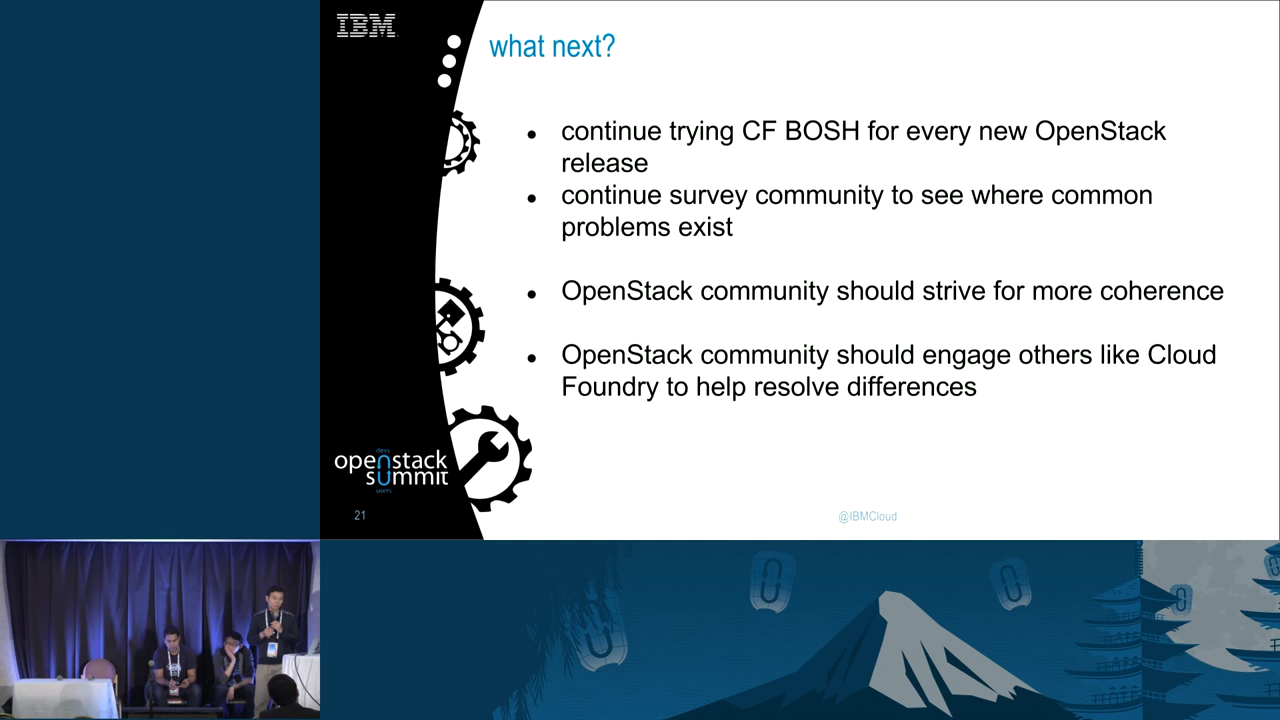 IBM
what next?
continue trying CF BOSH for every new OpenStack
release
continue survey community to see where common
problems exist
OpenStack community should strive for more coherence
OpenStack community should engage others like Cloud
Foundry to help resolve differences
devs
openstack
summit
users
21
@IBMCloud